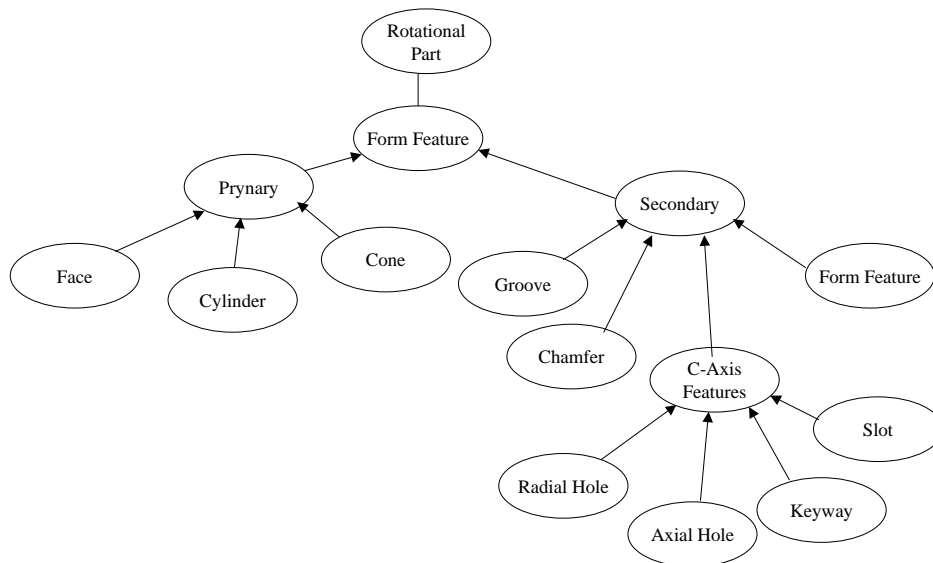 Rotational
Part
Form Feature
Prynary
Secondary
Face
Cylinder
Cone
Groove
Form Feature
Chamfer
C-Axis
Features
Slot
Radial Hole
Axial Hole
Keyway